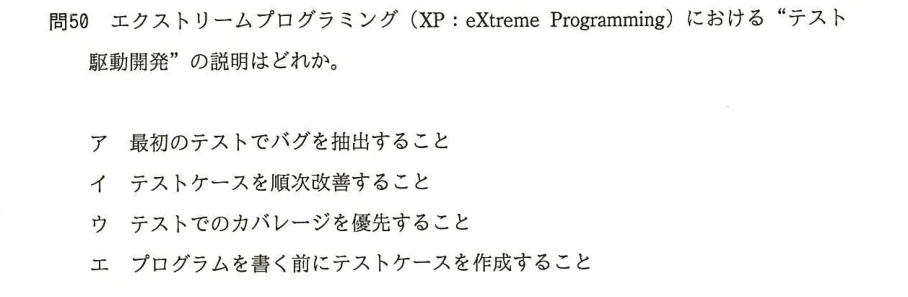 問50 エクストリームプログラミング（XP：eXtreme Programming）における“テスト
駆動開発”の説明はどれか。
ア 最初のテストでバグを抽出すること
イ テストケースを順次改善すること
ウ テストでのカバレージを優先すること
エ プログラムを書く前にテストケースを作成すること